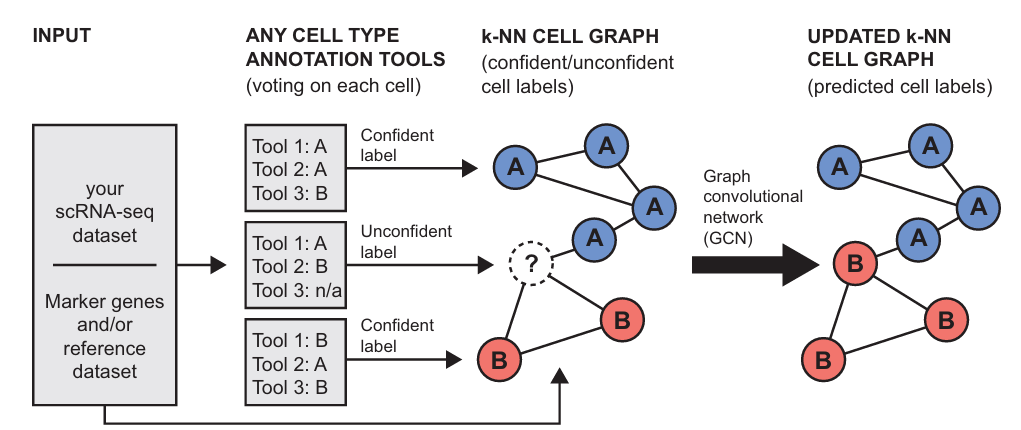 INPUT
your
scRNA-seq
dataset
Marker genes
and/or
reference
dataset
ANY CELL TYPE
ANNOTATION TOOLS
(voting on each cell)
Tool 1: A
Tool 2: A
Tool 3: B
Confident
label
Tool 1: A
Tool 2: B
Tool 3: n/a
Unconfident
label
Tool 1: B
Tool 2: A
Tool 3: B
Confident
label
k-NN CELL GRAPH
(confident/unconfident
cell labels)
A
A
A
A
?
B
B
Graph
convolutional
network
(GCN)
UPDATED k-NN
CELL GRAPH
(predicted cell labels)
A
A
A
A
B
B
B